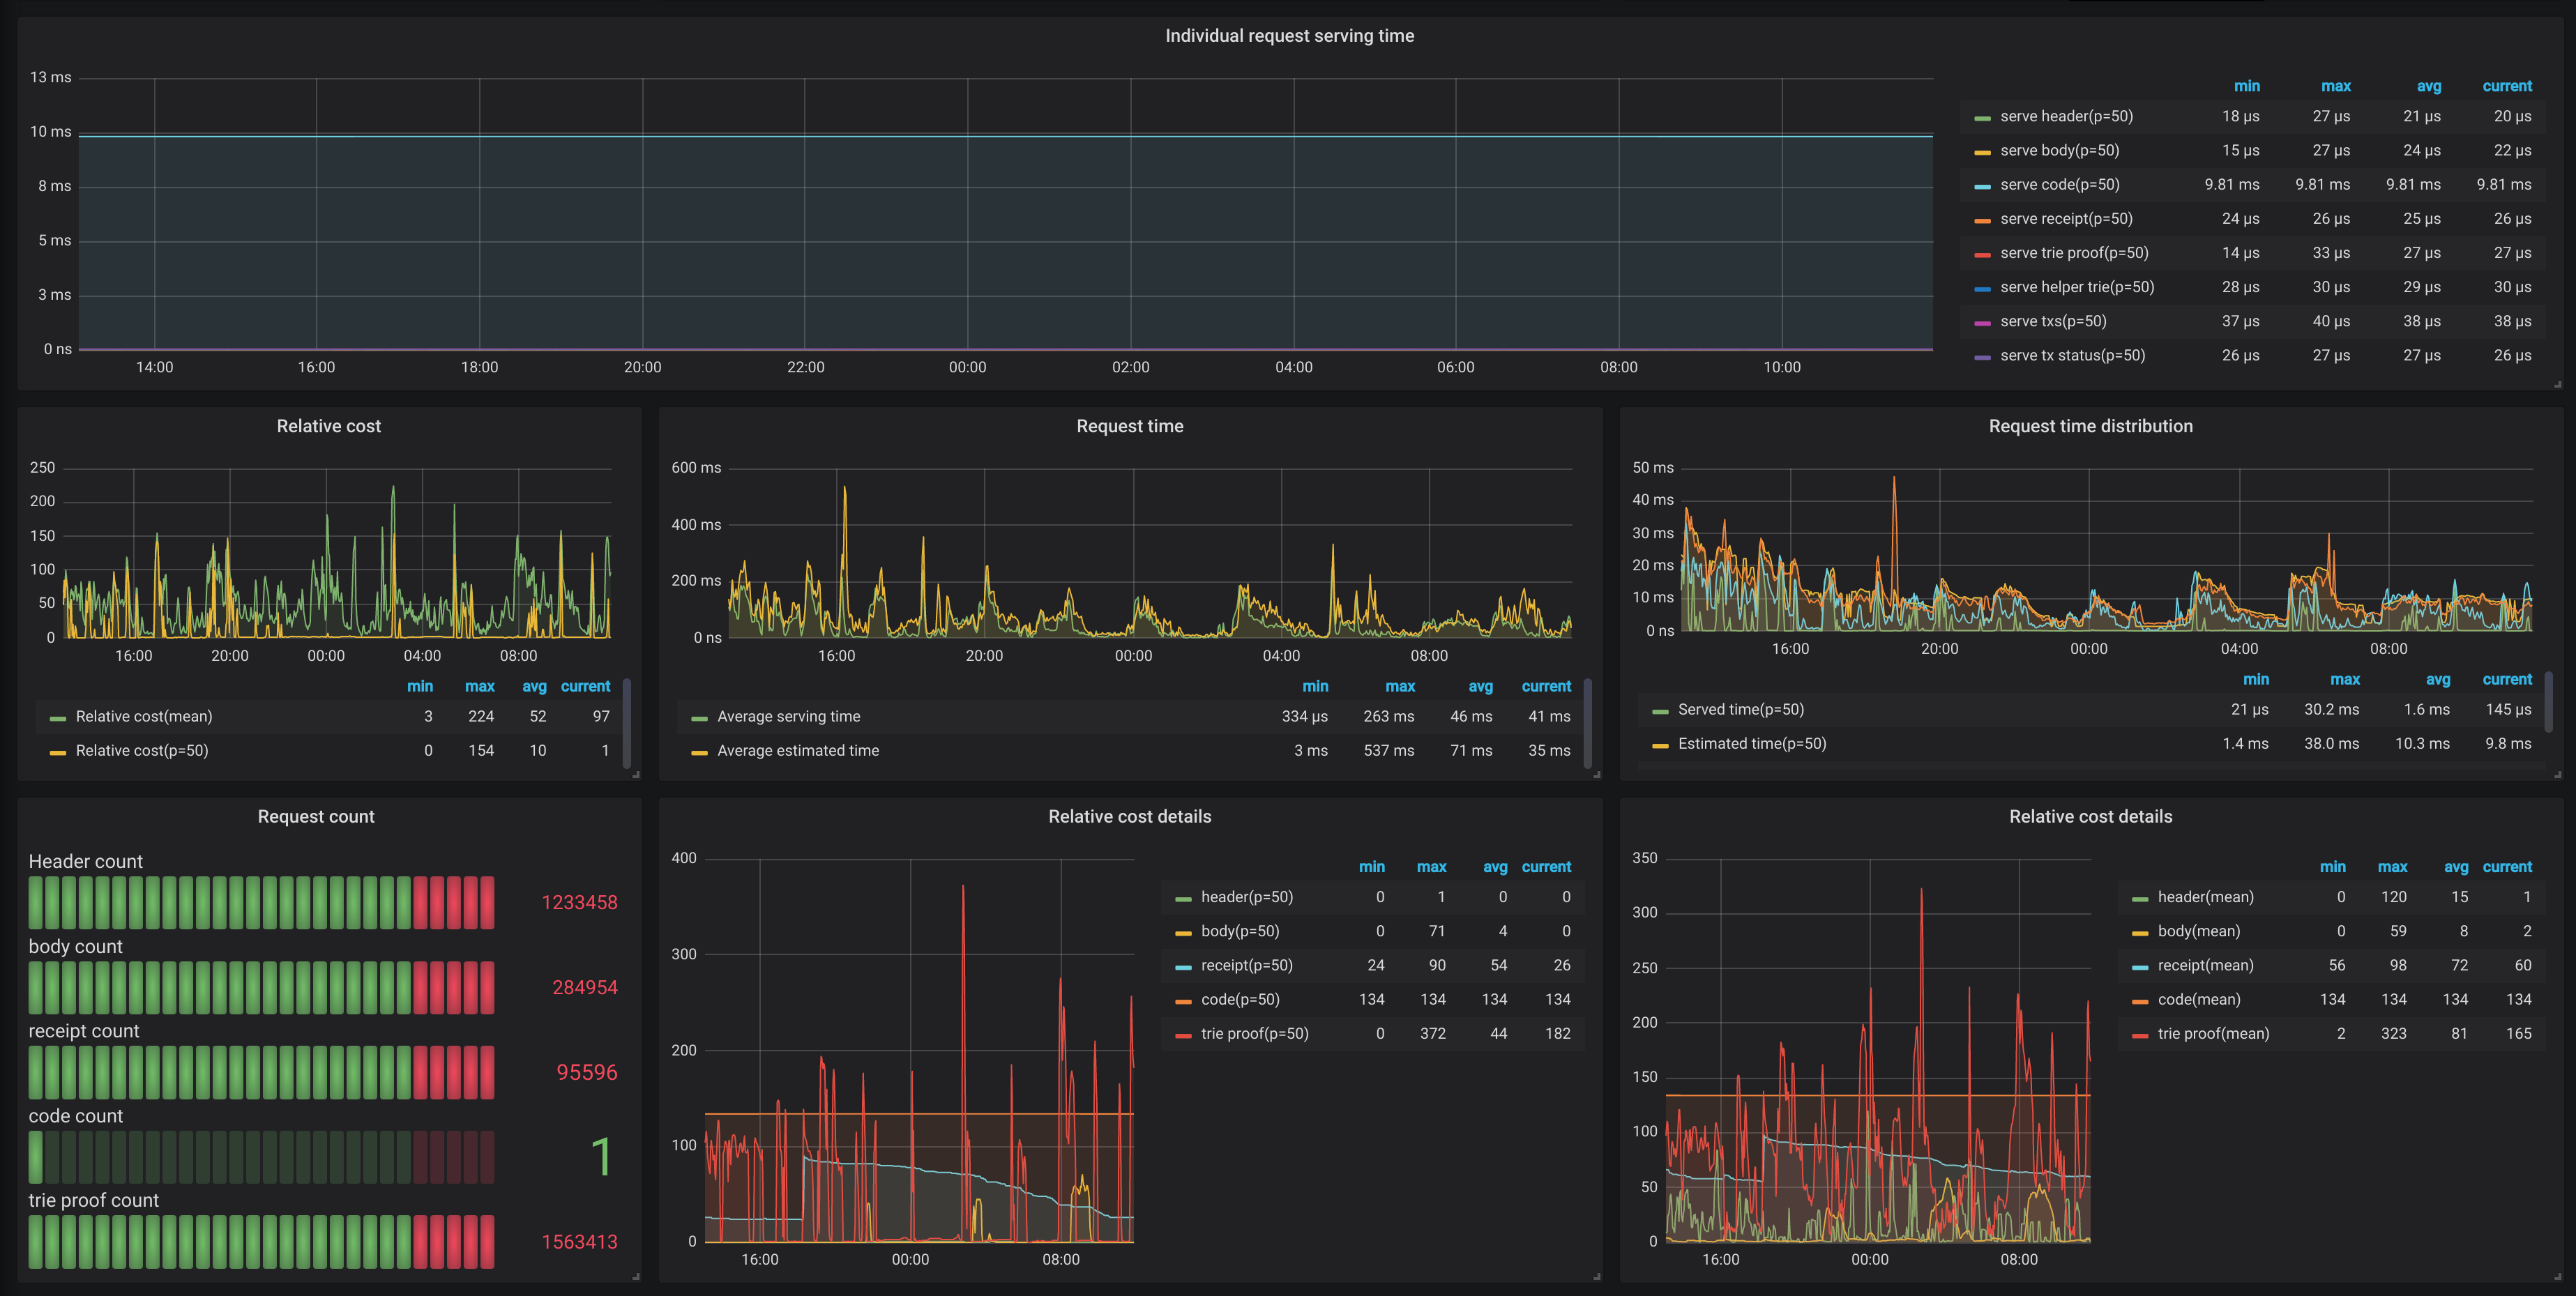 Individual request serving time
13 ms
10 ms
8 ms
5 ms
3 ms
0 ns
14:00 16:00 18:00 20:00 22:00 00:00 02:00 04:00 06:00 08:00 10:00
min max avg current
serve header(p=50) 18 µs 27 µs 21 µs 20 µs
serve body(p=50) 15 µs 27 µs 24 µs 22 µs
serve code(p=50) 9.81 ms 9.81 ms 9.81 ms 9.81 ms
serve receipt(p=50) 24 µs 26 µs 25 µs 26 µs
serve trie proof(p=50) 14 µs 33 µs 27 µs 27 µs
serve helper trie(p=50) 28 µs 30 µs 29 µs 30 µs
serve txs(p=50) 37 µs 40 µs 38 µs 38 µs
serve tx status(p=50) 26 µs 27 µs 27 µs 26 µs
Relative cost
250
200
150
100
50
0
16:00 20:00 00:00 04:00 08:00
min max avg current
Relative cost(mean) 3 224 52 97
Relative cost(p=50) 0 154 10 1
Request time
600 ms
400 ms
200 ms
0 ns
16:00 20:00 00:00 04:00 08:00
min max avg current
Average serving time 334 µs 263 ms 46 ms 41 ms
Average estimated time 3 ms 537 ms 71 ms 35 ms
Request time distribution
50 ms
40 ms
30 ms
20 ms
10 ms
0 ns
16:00 20:00 00:00 04:00 08:00
min max avg current
Served time(p=50) 21 µs 30.2 ms 1.6 ms 145 µs
Estimated time(p=50) 1.4 ms 38.0 ms 10.3 ms 9.8 ms
Request count
Header count
1233458
body count
284954
receipt count
95596
code count
1
trie proof count
1563413
Relative cost details
400
300
200
100
0
16:00 00:00 08:00
min max avg current
header(p=50) 0 1 0 0
body(p=50) 0 71 4 0
receipt(p=50) 24 90 54 26
code(p=50) 134 134 134 134
trie proof(p=50) 0 372 44 182
Relative cost details
350
300
250
200
150
100
50
0
16:00 00:00 08:00
min max avg current
header(mean) 0 120 15 1
body(mean) 0 59 8 2
receipt(mean) 56 98 72 60
code(mean) 134 134 134 134
trie proof(mean) 2 323 81 165